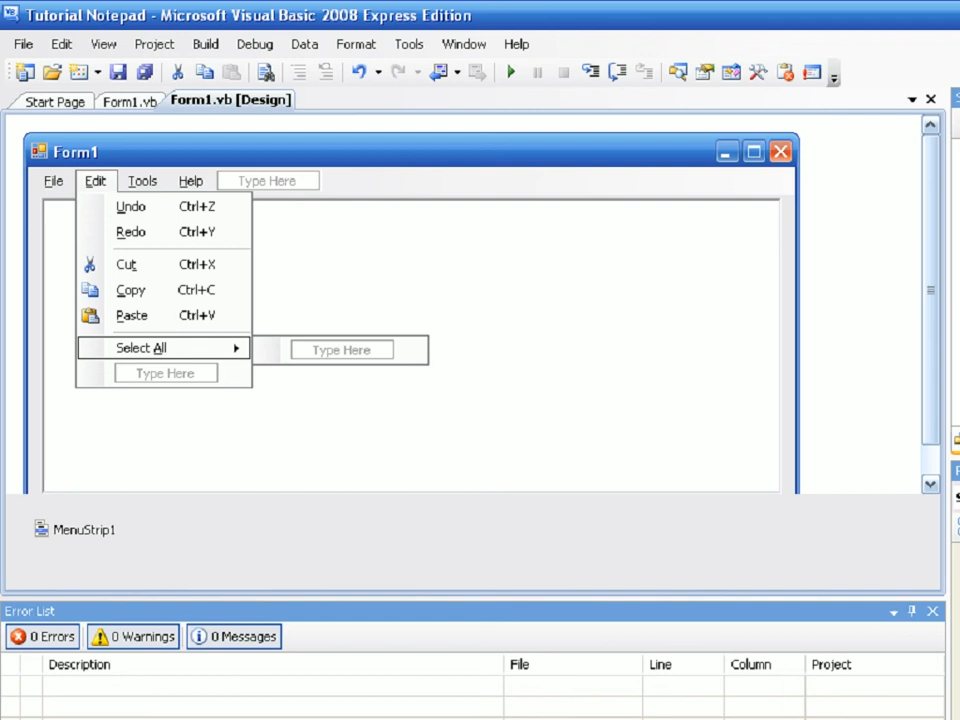 Tutorial Notepad - Microsoft Visual Basic 2008 Express Edition
File Edit View Project Build Debug Data Format Tools Window Help
Start Page Form1.vb Form1.vb [Design]
Form1
File Edit Tools Help Type Here
Undo Ctrl+Z
Redo Ctrl+Y
Cut Ctrl+X
Copy Ctrl+C
Paste Ctrl+V
Select All Type Here
Type Here
MenuStrip1
Error List
0 Errors 0 Warnings 0 Messages
Description File Line Column Project